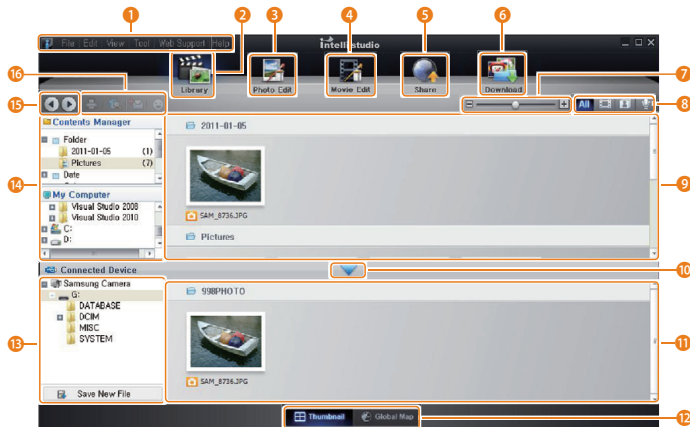 1 2 3 4 5 6
File | Edit | View | Tool | Web Support | Help
Intelli-studio
Library Photo Edit Movie Edit Share Download
16 7
15 All 8
Contents Manager
Folder
2011-01-05 (1)
Pictures (7)
Date
14
My Computer
Visual Studio 2008
Visual Studio 2010
C:
D:
2011-01-05
SAM_8736.JPG
9
Pictures
Connected Device 10
Samsung Camera
G:
DATABASE
DCIM
MISC
SYSTEM
13
Save New File
998PHOTO
SAM_8736.JPG
11
Thumbnail Global Map 12